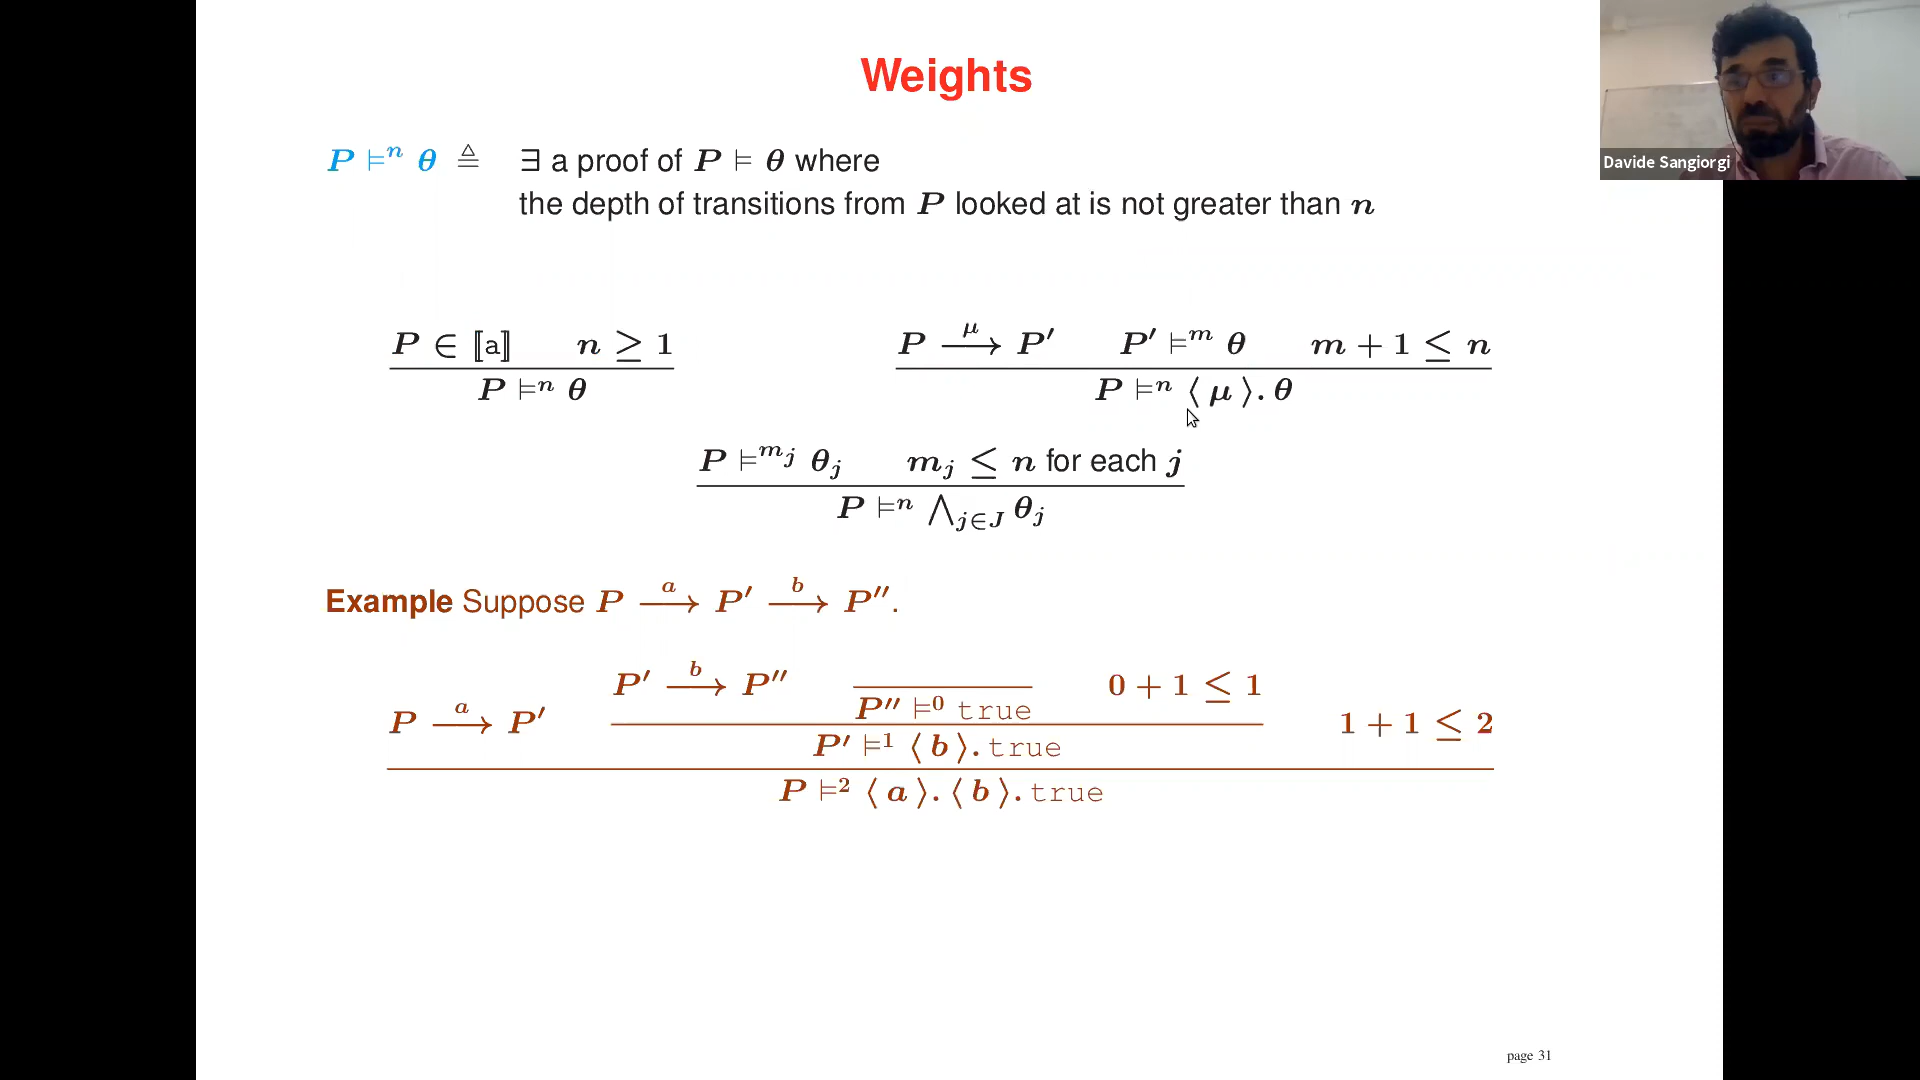 Weights
Davide Sangiorgi
P ⊨ⁿ θ ≜ ∃ a proof of P ⊨ θ where
the depth of transitions from P looked at is not greater than n
P ∈ ⟦a⟧ n ≥ 1
P ⊨ⁿ θ
P —μ→ P′ P′ ⊨ᵐ θ m + 1 ≤ n
P ⊨ⁿ ⟨ μ ⟩. θ
P ⊨^{m_j} θ_j m_j ≤ n for each j
P ⊨ⁿ ⋀_{j∈J} θ_j
Example Suppose P —a→ P′ —b→ P″.
P′ —b→ P″ P″ ⊨⁰ true 0 + 1 ≤ 1
P —a→ P′ P′ ⊨¹ ⟨ b ⟩. true 1 + 1 ≤ 2
P ⊨² ⟨ a ⟩. ⟨ b ⟩. true
page 31